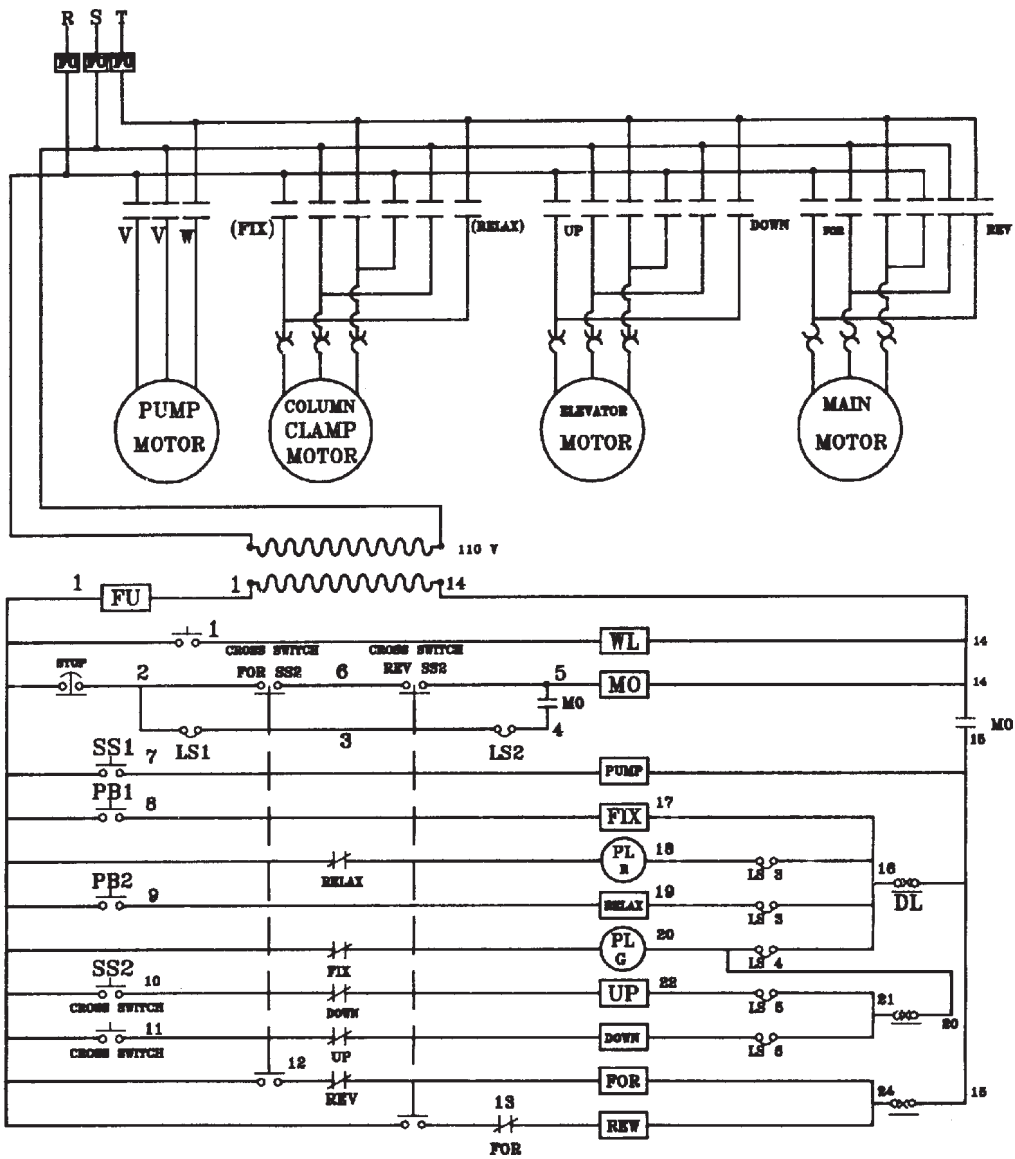 R S T
FU FU FU
V V W
(FIX) (RELAX) UP DOWN FOR REV
PUMP MOTOR
COLUMN CLAMP MOTOR
ELEVATOR MOTOR
MAIN MOTOR
110 V
1 FU 1 14
1 WL 14
STOP 2 CROSS SWITCH FOR SS2 6 CROSS SWITCH REV SS2 5 MO 14
MO
LS1 3 LS2 4
MO
15
SS1 7 PUMP
PB1 8 FIX 17
RELAX PL R 18 LS 3
16 DL
PB2 9 RELAX 19 LS 3
FIX PL G 20 LS 4
SS2 10 CROSS SWITCH DOWN UP 22 LS 5
21 20
11 CROSS SWITCH UP DOWN LS 6
12 REV FOR
24 15
13 FOR REW